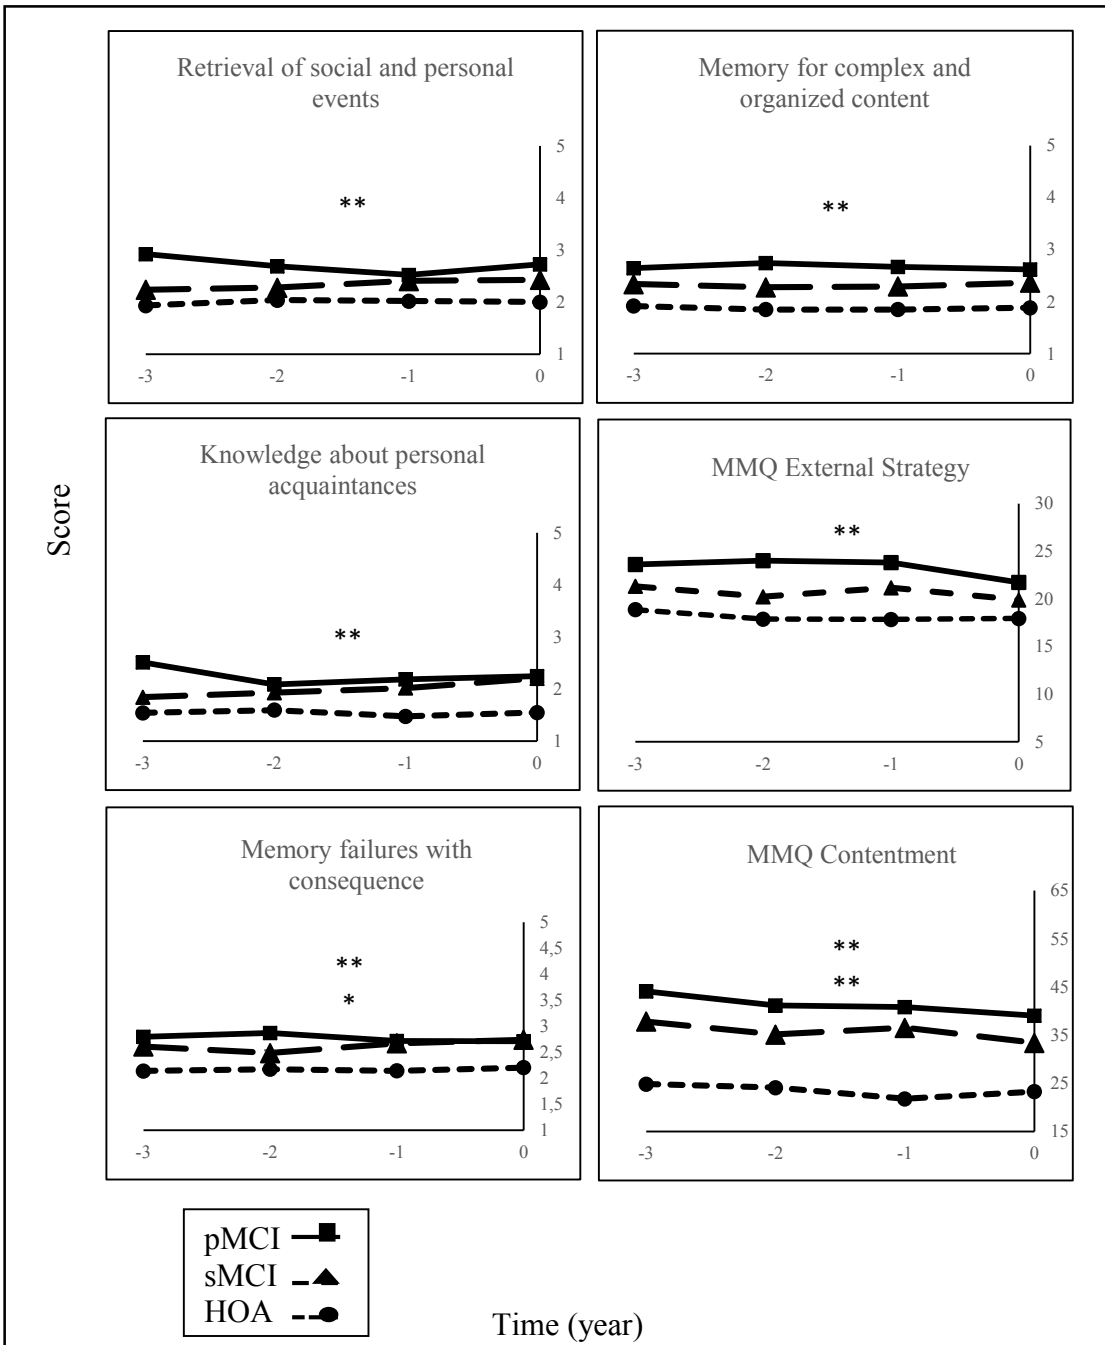 Retrieval of social and personal
events
5
4
3
2
1
**
-3 -2 -1 0
Memory for complex and
organized content
5
4
3
2
1
**
-3 -2 -1 0
Knowledge about personal
acquaintances
5
4
3
2
1
**
-3 -2 -1 0
MMQ External Strategy
30
25
20
15
10
5
**
-3 -2 -1 0
Memory failures with
consequence
5
4,5
4
3,5
3
2,5
2
1,5
1
**
*
-3 -2 -1 0
MMQ Contentment
65
55
45
35
25
15
**
**
-3 -2 -1 0
Score
pMCI
sMCI
HOA
Time (year)